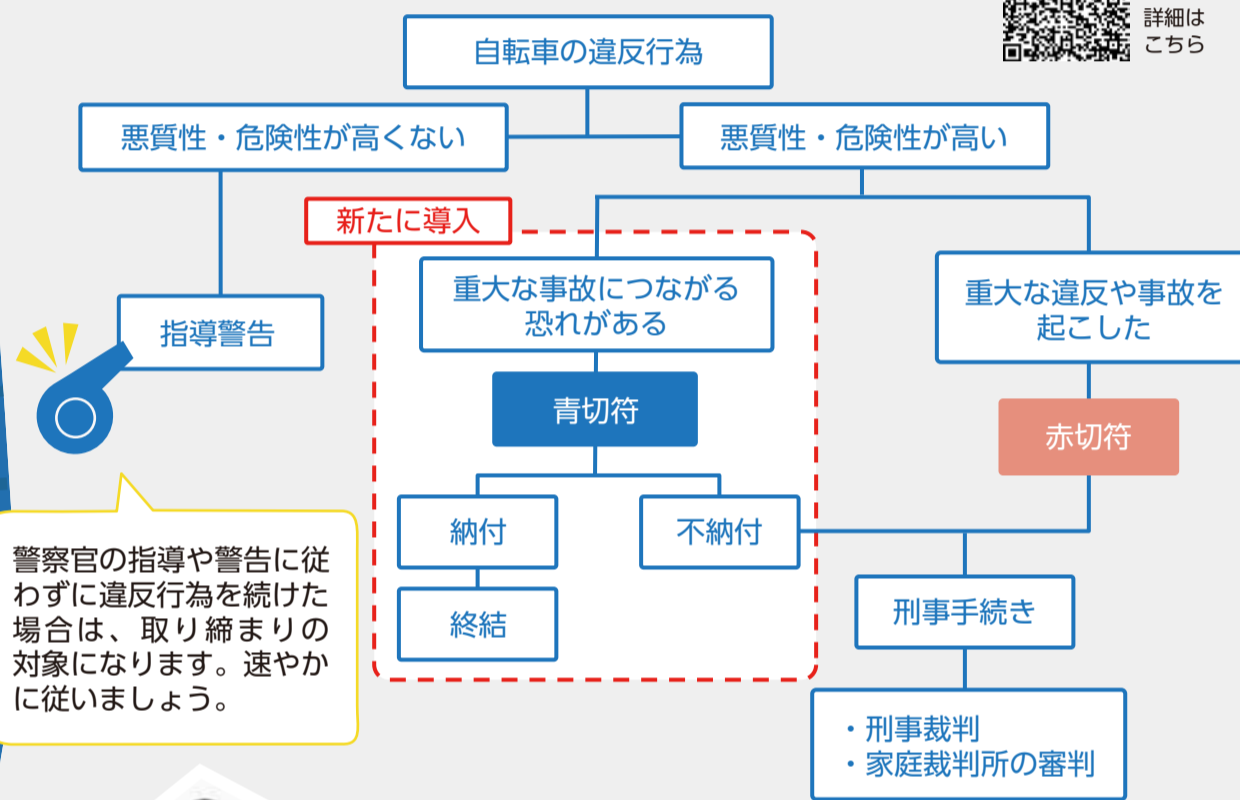 詳細は
こちら
自転車の違反行為
悪質性・危険性が高くない
悪質性・危険性が高い
新たに導入
重大な事故につながる
恐れがある
重大な違反や事故を
起こした
指導警告
青切符
赤切符
納付
不納付
終結
刑事手続き
・刑事裁判
・家庭裁判所の審判
警察官の指導や警告に従
わずに違反行為を続けた
場合は、取り締まりの
対象になります。速やか
に従いましょう。